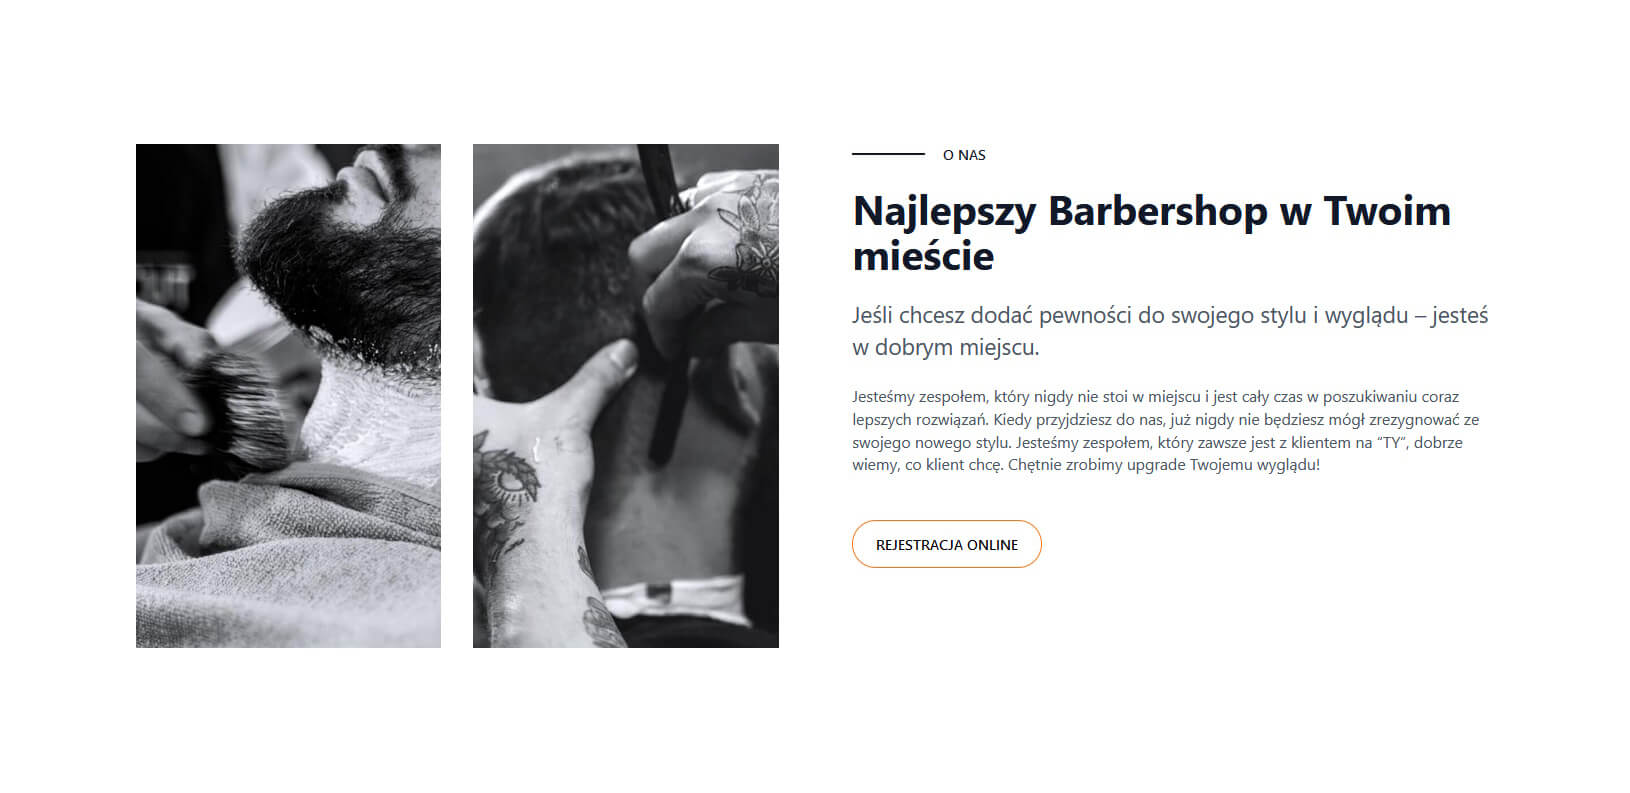 O NAS
Najlepszy Barbershop w Twoim
mieście
Jeśli chcesz dodać pewności do swojego stylu i wyglądu – jesteś
w dobrym miejscu.
Jesteśmy zespołem, który nigdy nie stoi w miejscu i jest cały czas w poszukiwaniu coraz
lepszych rozwiązań. Kiedy przyjdziesz do nas, już nigdy nie będziesz mógł zrezygnować ze
swojego nowego stylu. Jesteśmy zespołem, który zawsze jest z klientem na “TY”, dobrze
wiemy, co klient chcę. Chętnie zrobimy upgrade Twojemu wyglądu!
REJESTRACJA ONLINE